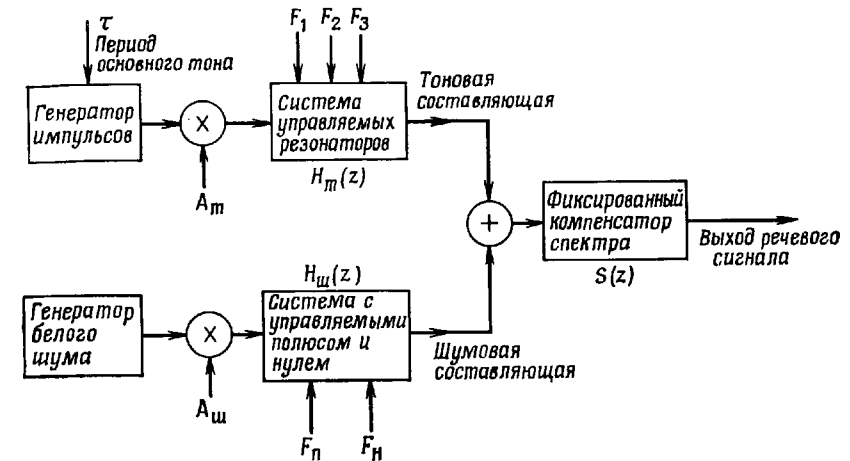 τ
Период
основного тона
F₁ F₂ F₃
Генератор
импульсов
X
Aт
Система
управляемых
резонаторов
Hт(z)
Тоновая
составляющая
+
Фиксированный
компенсатор
спектра
S(z)
Выход речевого
сигнала
Генератор
белого
шума
X
Aш
Hш(z)
Система с
управляемыми
полюсом и
нулем
Fп Fн
Шумовая
составляющая